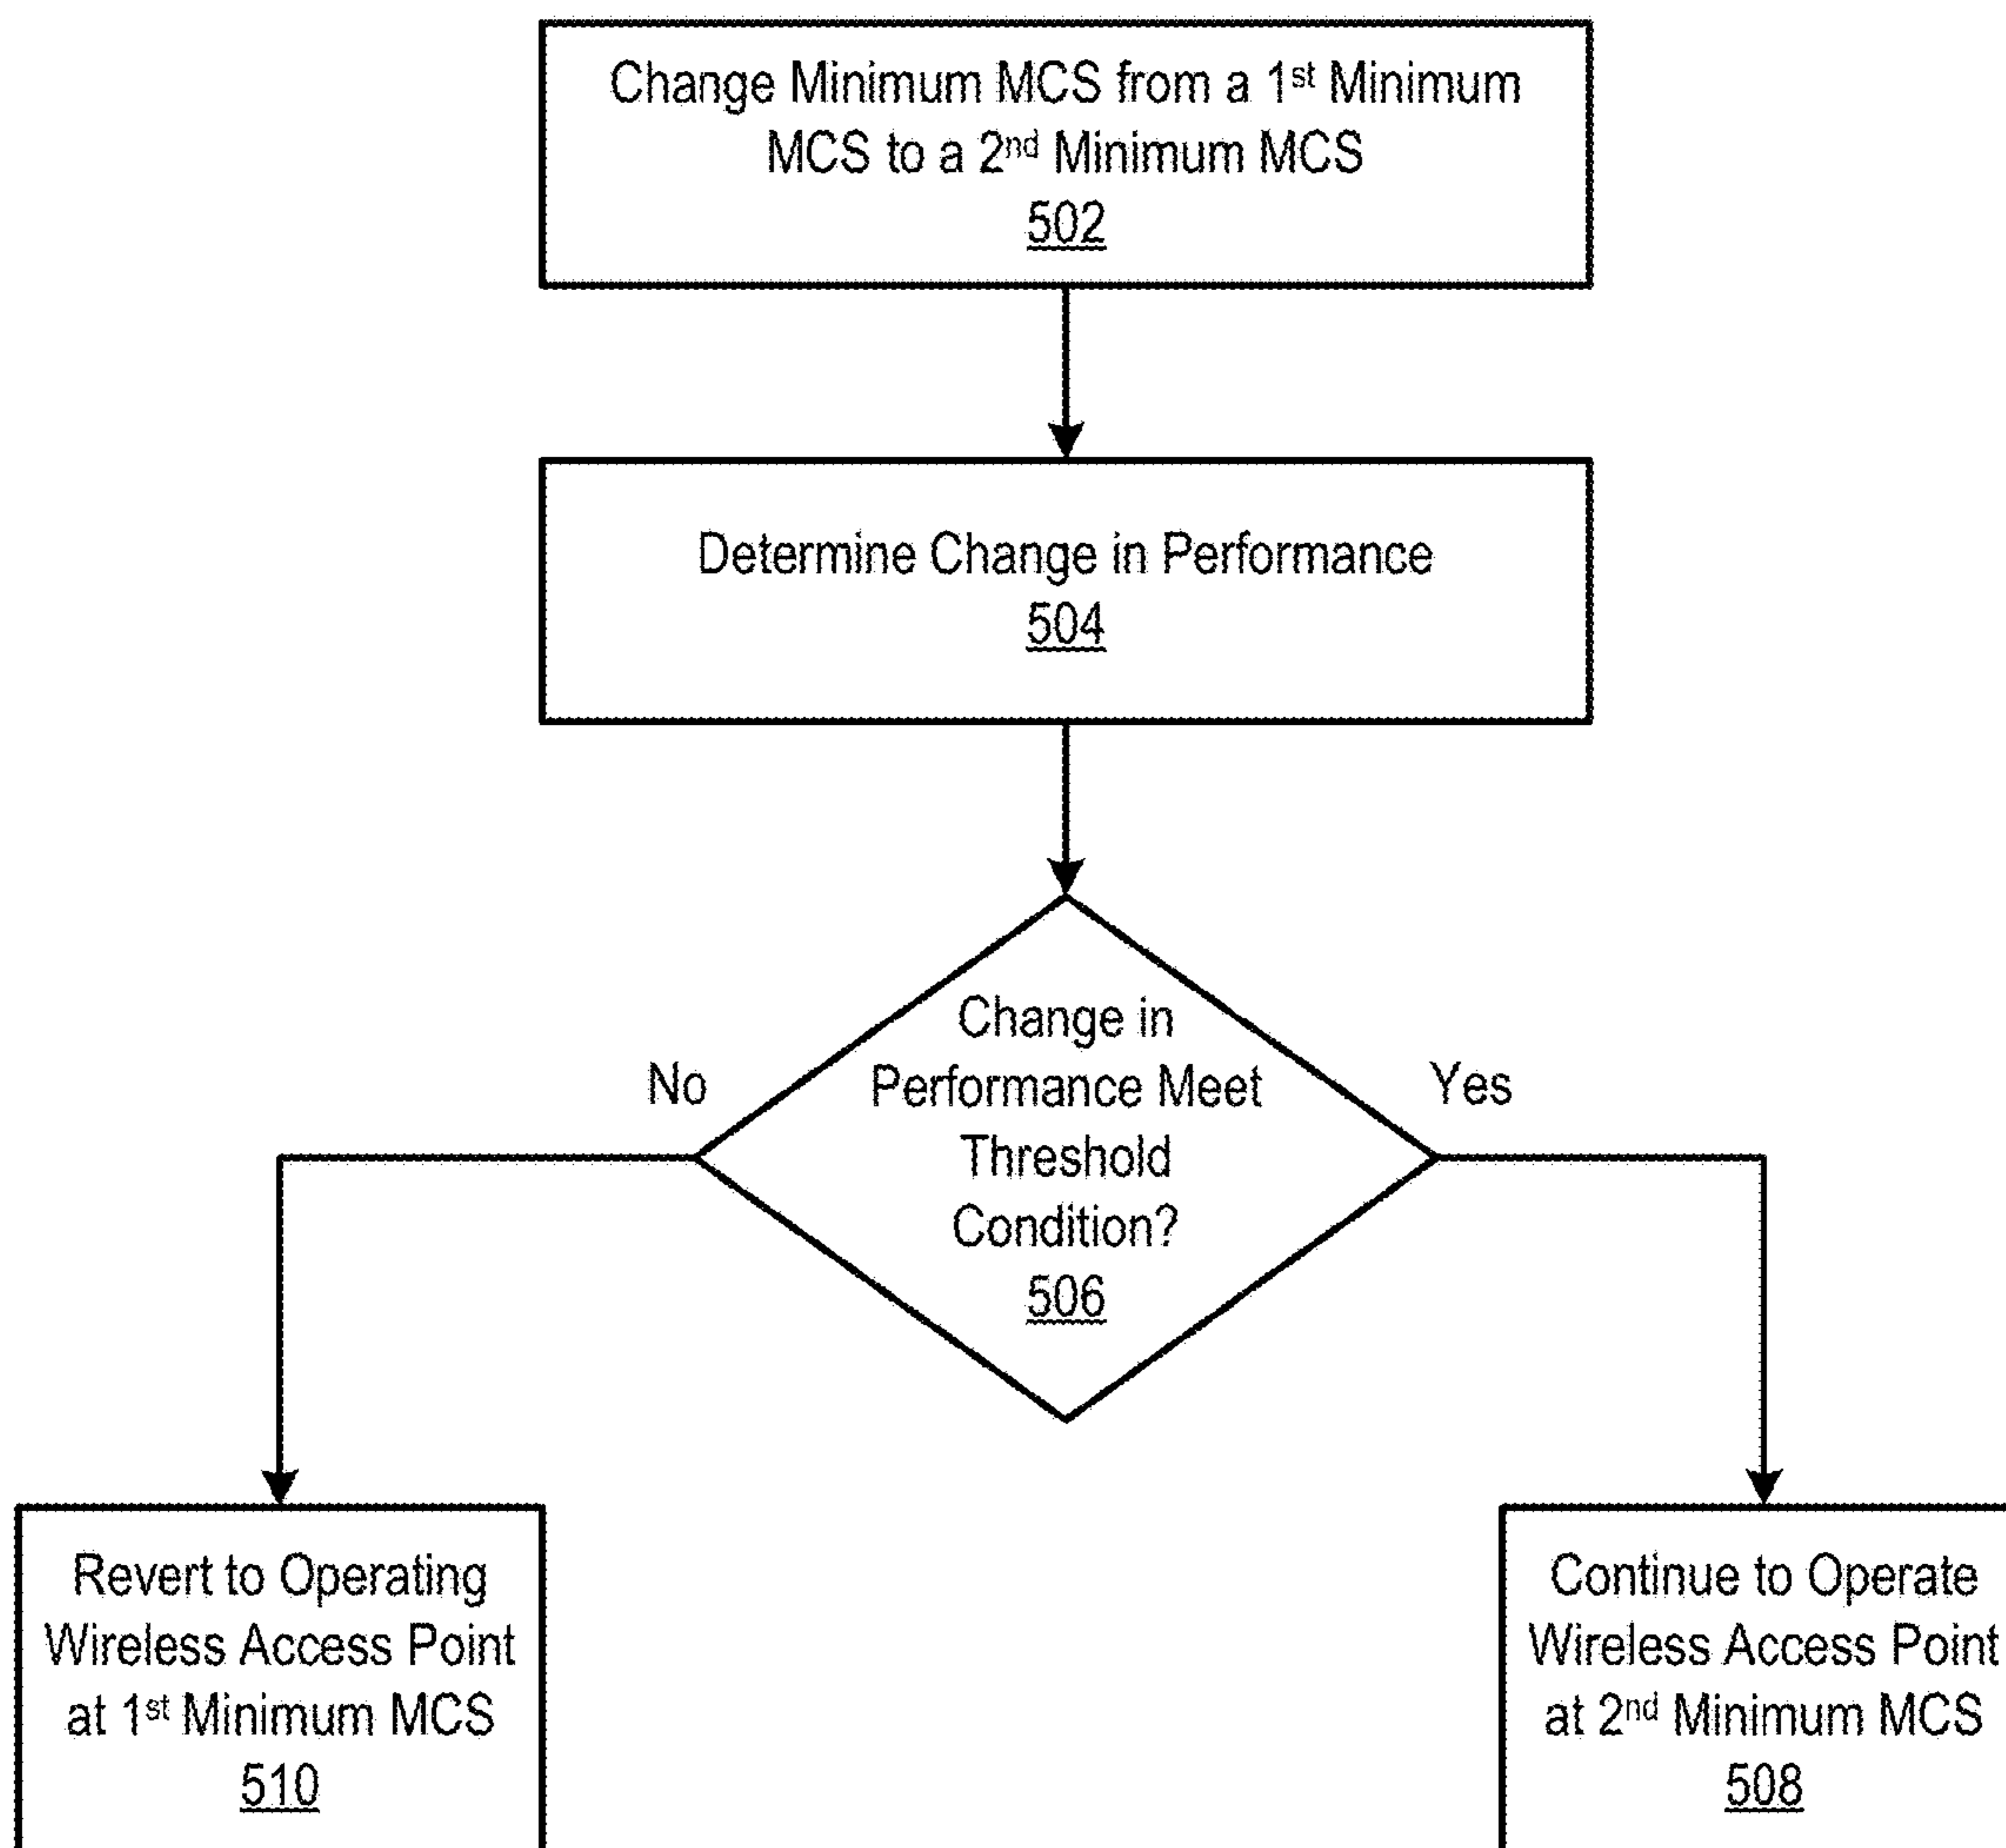 Change Minimum MCS from a 1st Minimum
MCS to a 2nd Minimum MCS
502
Determine Change in Performance
504
Change in
Performance Meet
Threshold
Condition?
506
No
Yes
Revert to Operating
Wireless Access Point
at 1st Minimum MCS
510
Continue to Operate
Wireless Access Point
at 2nd Minimum MCS
508